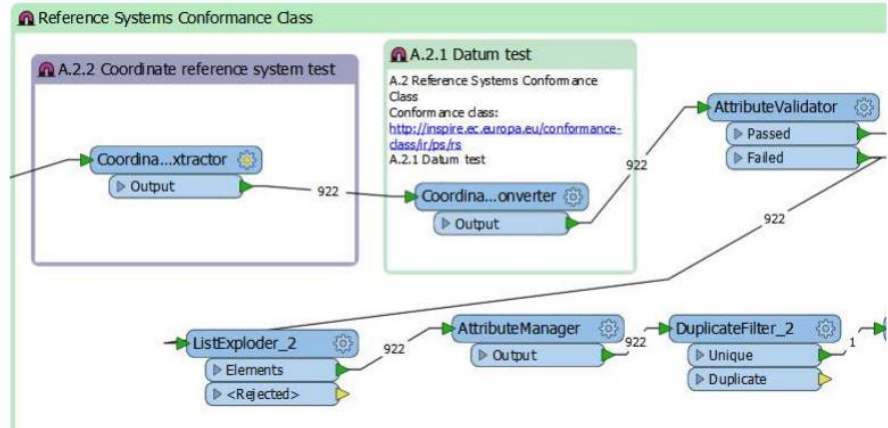 Reference Systems Conformance Class
A.2.2 Coordinate reference system test
Coordina...xtractor
Output
922
A.2.1 Datum test
A.2 Reference Systems Conformance
Class
Conformance class:
http://inspire.ec.europa.eu/conformance-
class/ir/ps/rs
A.2.1 Datum test
Coordina...onverter
Output
922
AttributeValidator
Passed
Failed
922
ListExploder_2
Elements
<Rejected>
922
AttributeManager
Output
922
DuplicateFilter_2
Unique
Duplicate
1